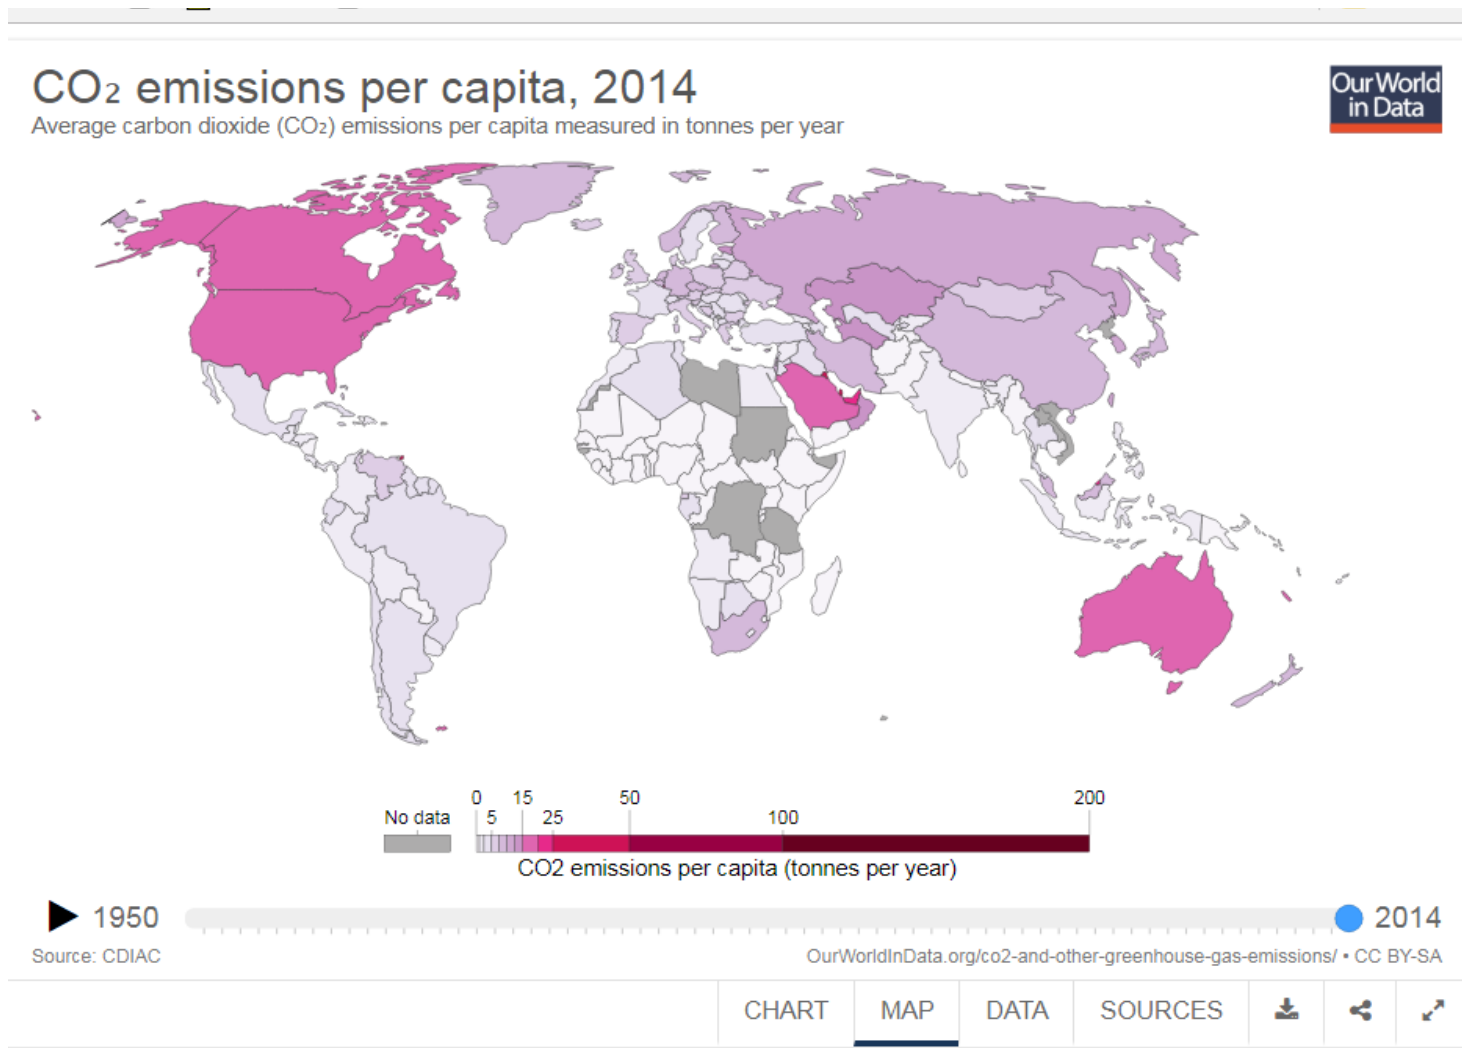 CO₂ emissions per capita, 2014
Average carbon dioxide (CO₂) emissions per capita measured in tonnes per year
Our World
in Data
No data
0 5 15 25 50 100 200
CO2 emissions per capita (tonnes per year)
1950
2014
Source: CDIAC
OurWorldInData.org/co2-and-other-greenhouse-gas-emissions/ • CC BY-SA
CHART MAP DATA SOURCES